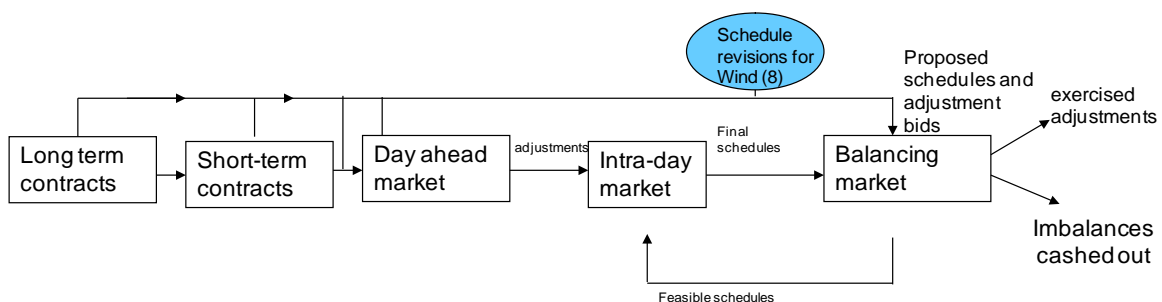 Schedule
revisions for
Wind (8)
Proposed
schedules and
adjustment
bids
exercised
adjustments
Long term
contracts
Short-term
contracts
Day ahead
market
adjustments
Intra-day
market
Final
schedules
Balancing
market
Imbalances
cashed out
Feasible schedules